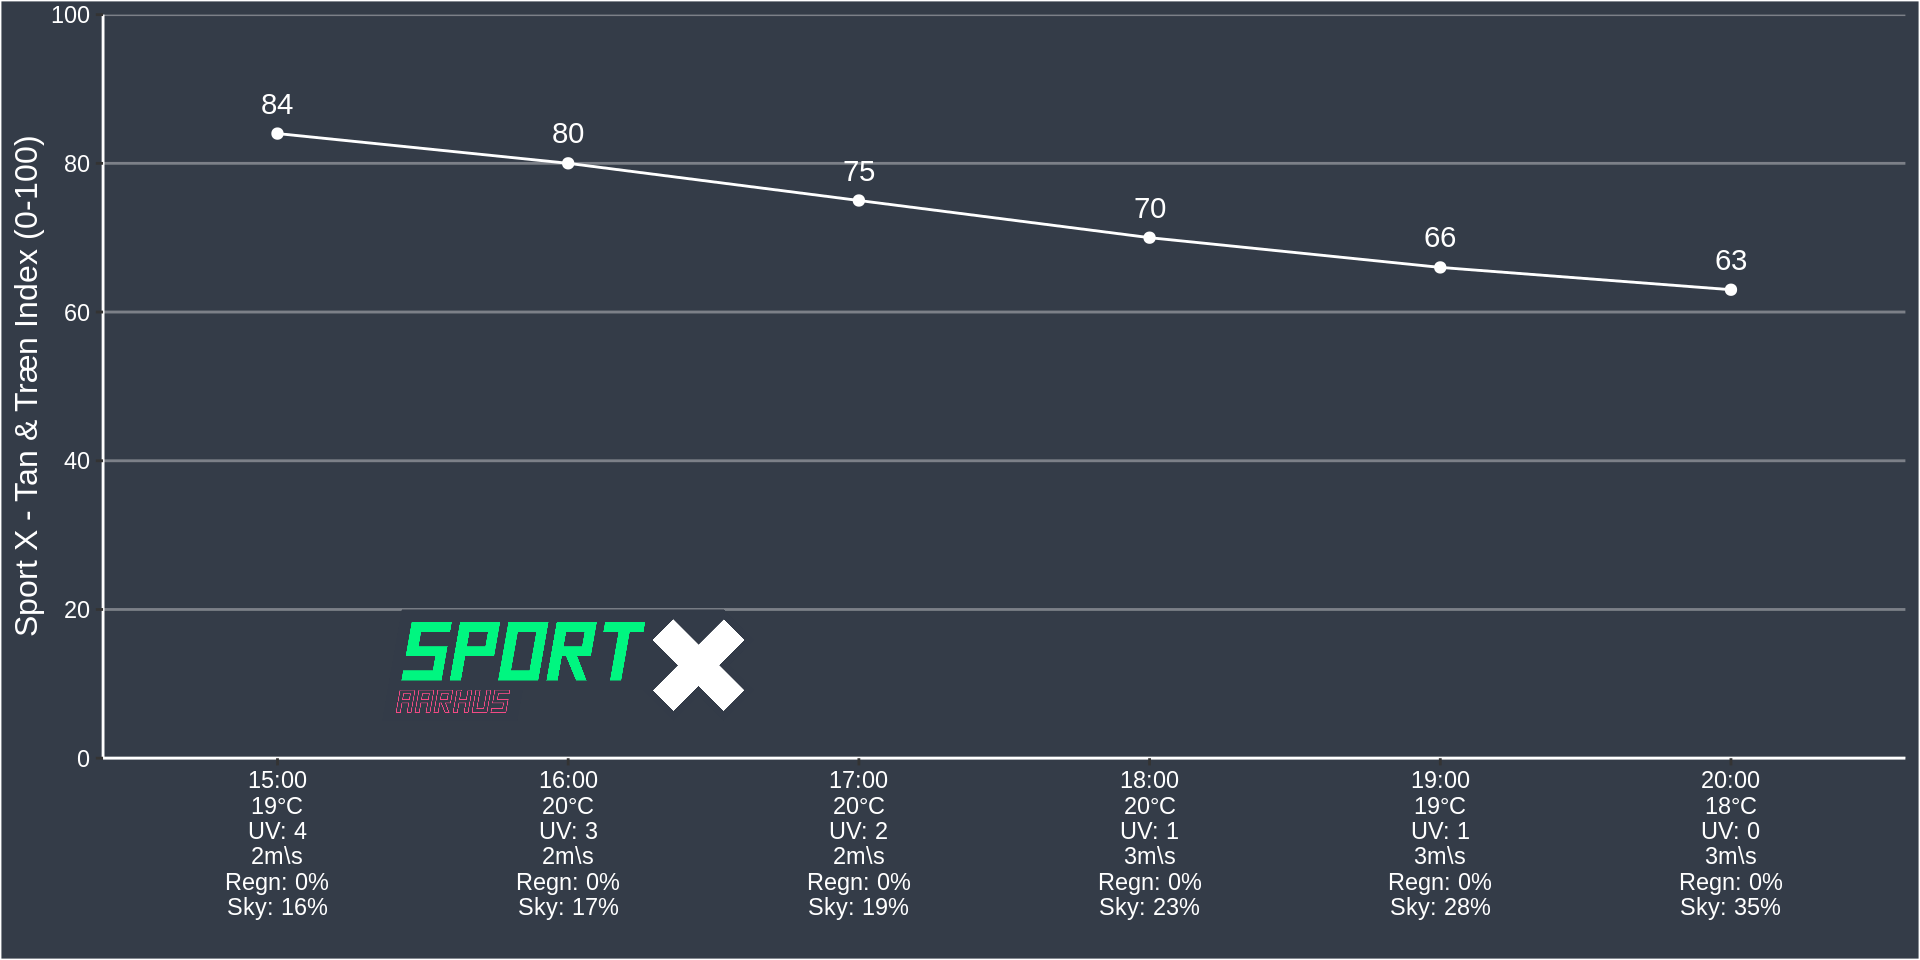 Sport X - Tan & Træn Index (0-100)
100
80
60
40
20
0
84
80
75
70
66
63
SPORT X
AARHUS
15:00
19°C
UV: 4
2m\s
Regn: 0%
Sky: 16%
16:00
20°C
UV: 3
2m\s
Regn: 0%
Sky: 17%
17:00
20°C
UV: 2
2m\s
Regn: 0%
Sky: 19%
18:00
20°C
UV: 1
3m\s
Regn: 0%
Sky: 23%
19:00
19°C
UV: 1
3m\s
Regn: 0%
Sky: 28%
20:00
18°C
UV: 0
3m\s
Regn: 0%
Sky: 35%